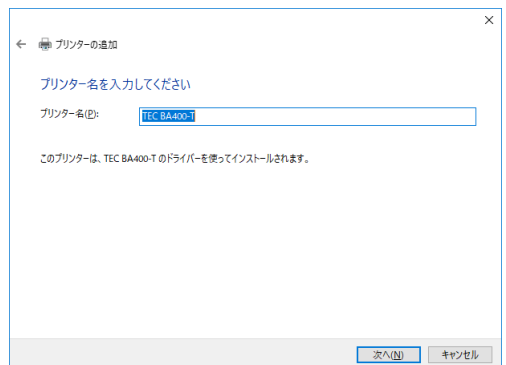 プリンターの追加
プリンター名を入力してください
プリンター名(P): TEC BA400-T
このプリンターは、TEC BA400-T のドライバーを使ってインストールされます。
次へ(N) キャンセル